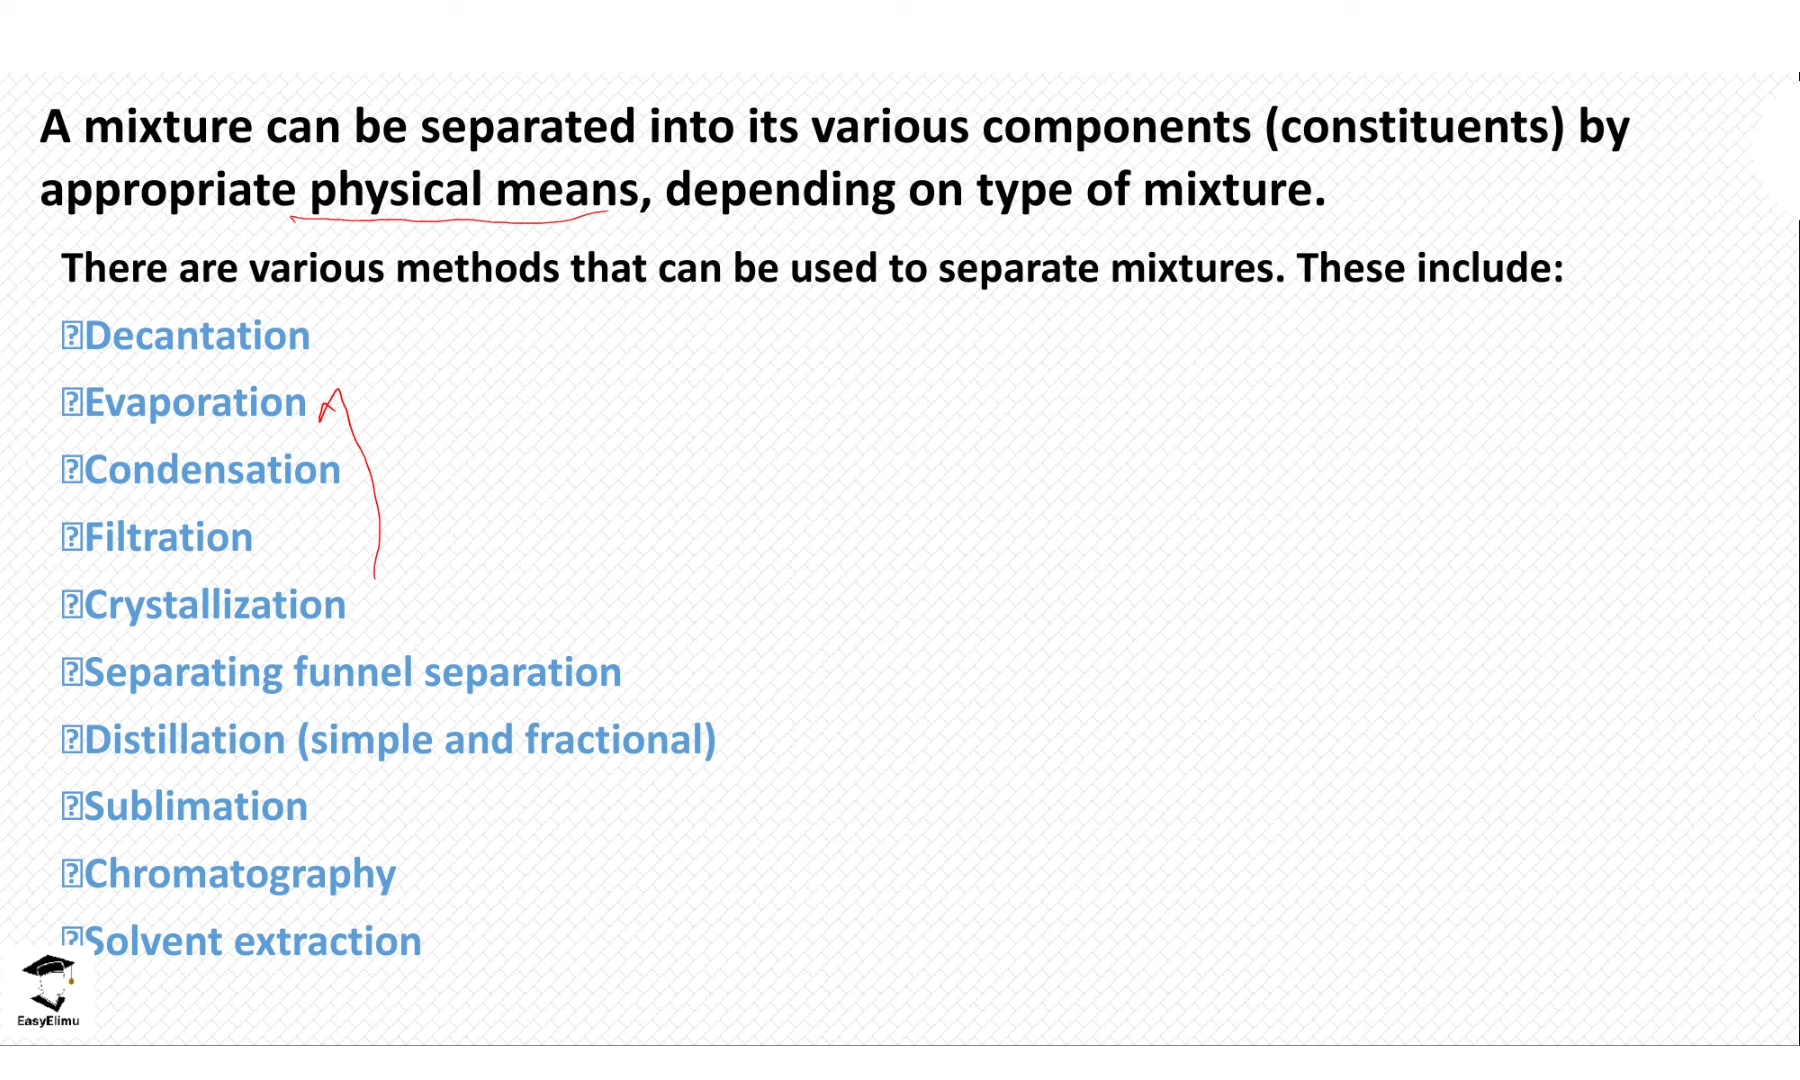 A mixture can be separated into its various components (constituents) by
appropriate physical means, depending on type of mixture.
There are various methods that can be used to separate mixtures. These include:
Decantation
Evaporation
Condensation
Filtration
Crystallization
Separating funnel separation
Distillation (simple and fractional)
Sublimation
Chromatography
Solvent extraction
EasyElimu